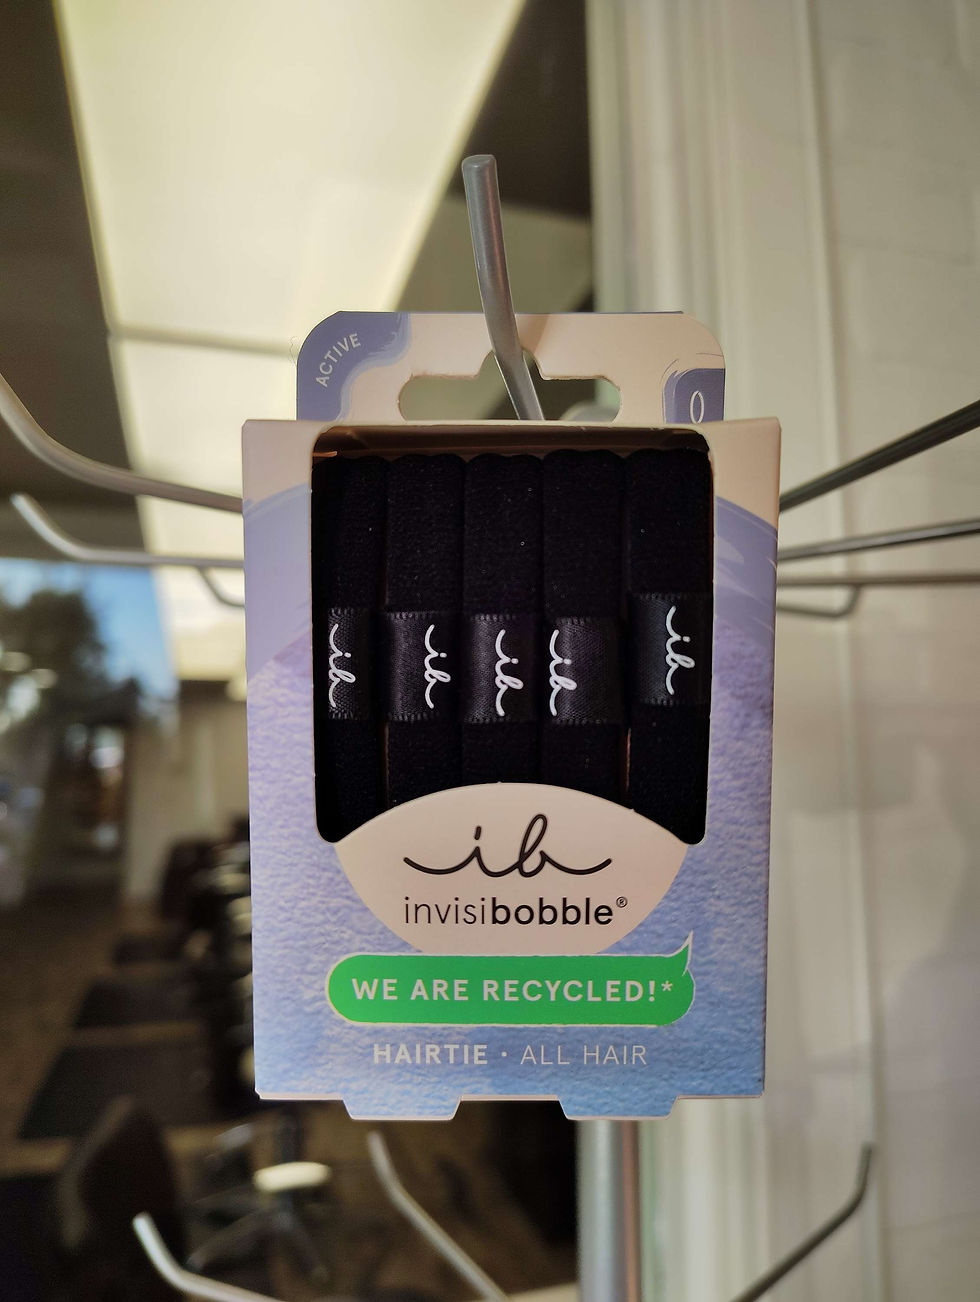 ACTIVE
ib
ib
ib
ib
ib
ib
invisibobble®
WE ARE RECYCLED!*
HAIRTIE · ALL HAIR